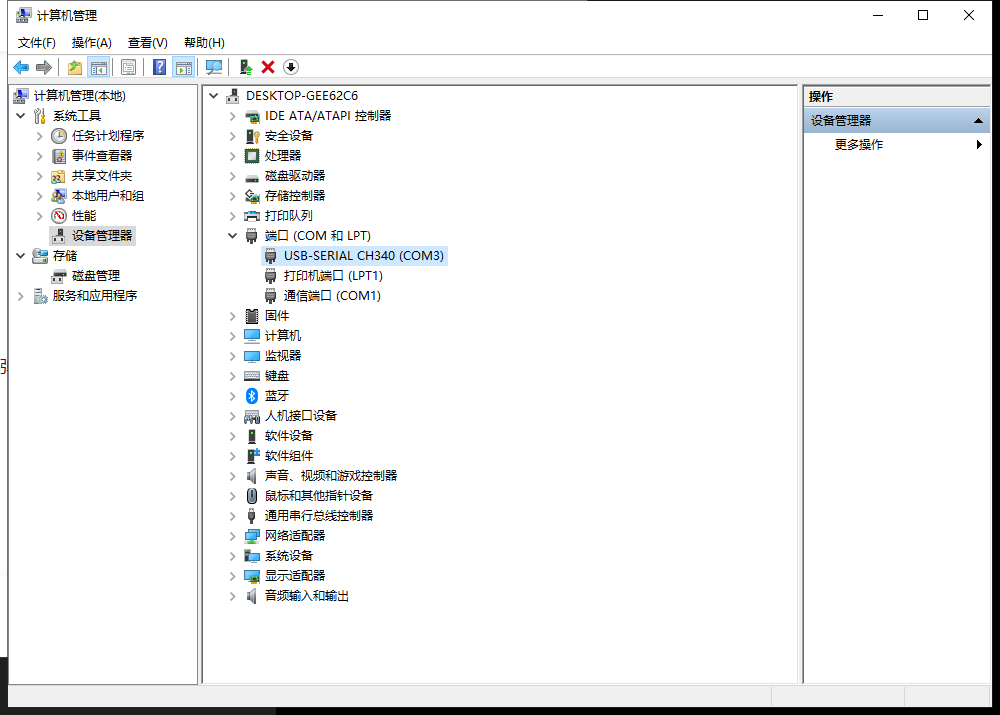 计算机管理
文件(F) 操作(A) 查看(V) 帮助(H)
计算机管理(本地)
系统工具
任务计划程序
事件查看器
共享文件夹
本地用户和组
性能
设备管理器
存储
磁盘管理
服务和应用程序
DESKTOP-GEE62C6
IDE ATA/ATAPI 控制器
安全设备
处理器
磁盘驱动器
存储控制器
打印队列
端口 (COM 和 LPT)
USB-SERIAL CH340 (COM3)
打印机端口 (LPT1)
通信端口 (COM1)
固件
计算机
监视器
键盘
蓝牙
人机接口设备
软件设备
软件组件
声音、视频和游戏控制器
鼠标和其他指针设备
通用串行总线控制器
网络适配器
系统设备
显示适配器
音频输入和输出
操作
设备管理器
更多操作